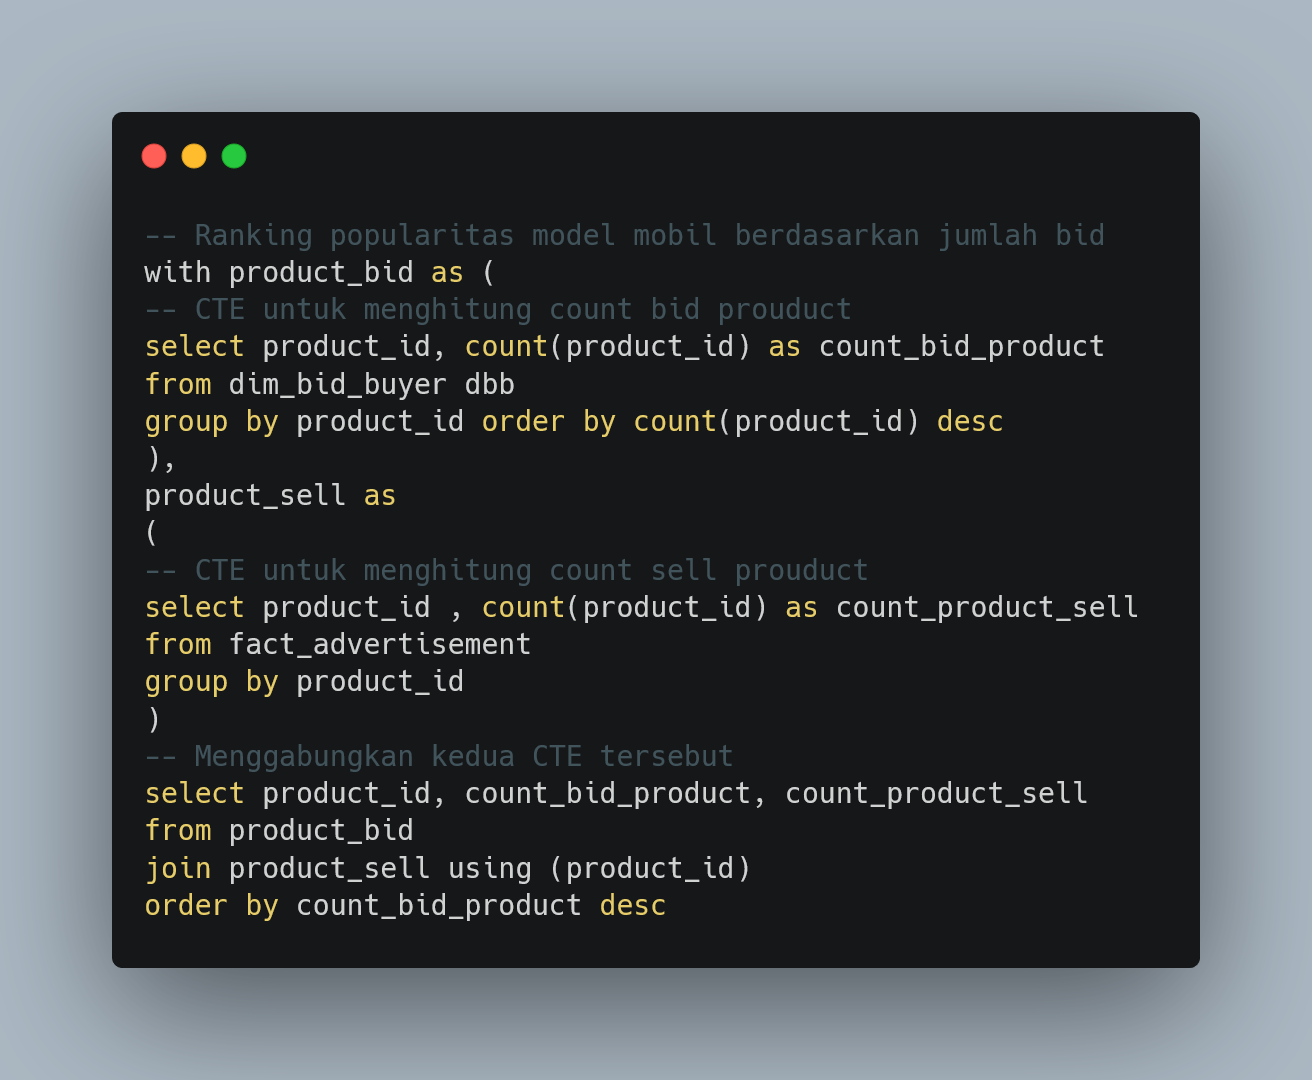 -- Ranking popularitas model mobil berdasarkan jumlah bid
with product_bid as (
-- CTE untuk menghitung count bid prouduct
select product_id, count(product_id) as count_bid_product
from dim_bid_buyer dbb
group by product_id order by count(product_id) desc
),
product_sell as
(
-- CTE untuk menghitung count sell prouduct
select product_id , count(product_id) as count_product_sell
from fact_advertisement
group by product_id
)
-- Menggabungkan kedua CTE tersebut
select product_id, count_bid_product, count_product_sell
from product_bid
join product_sell using (product_id)
order by count_bid_product desc